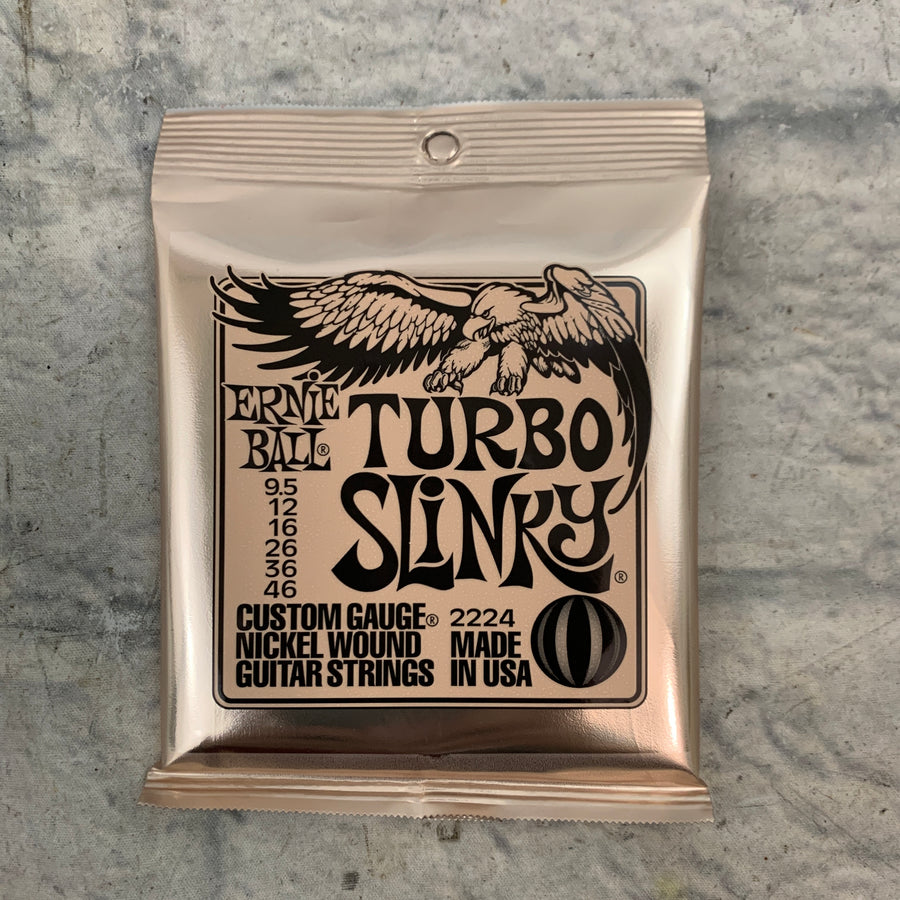 ERNiE
BALL®
TURBO
SLiNKY®
9.5
12
16
26
36
46
CUSTOM GAUGE®
NICKEL WOUND
GUITAR STRINGS
2224
MADE
IN USA